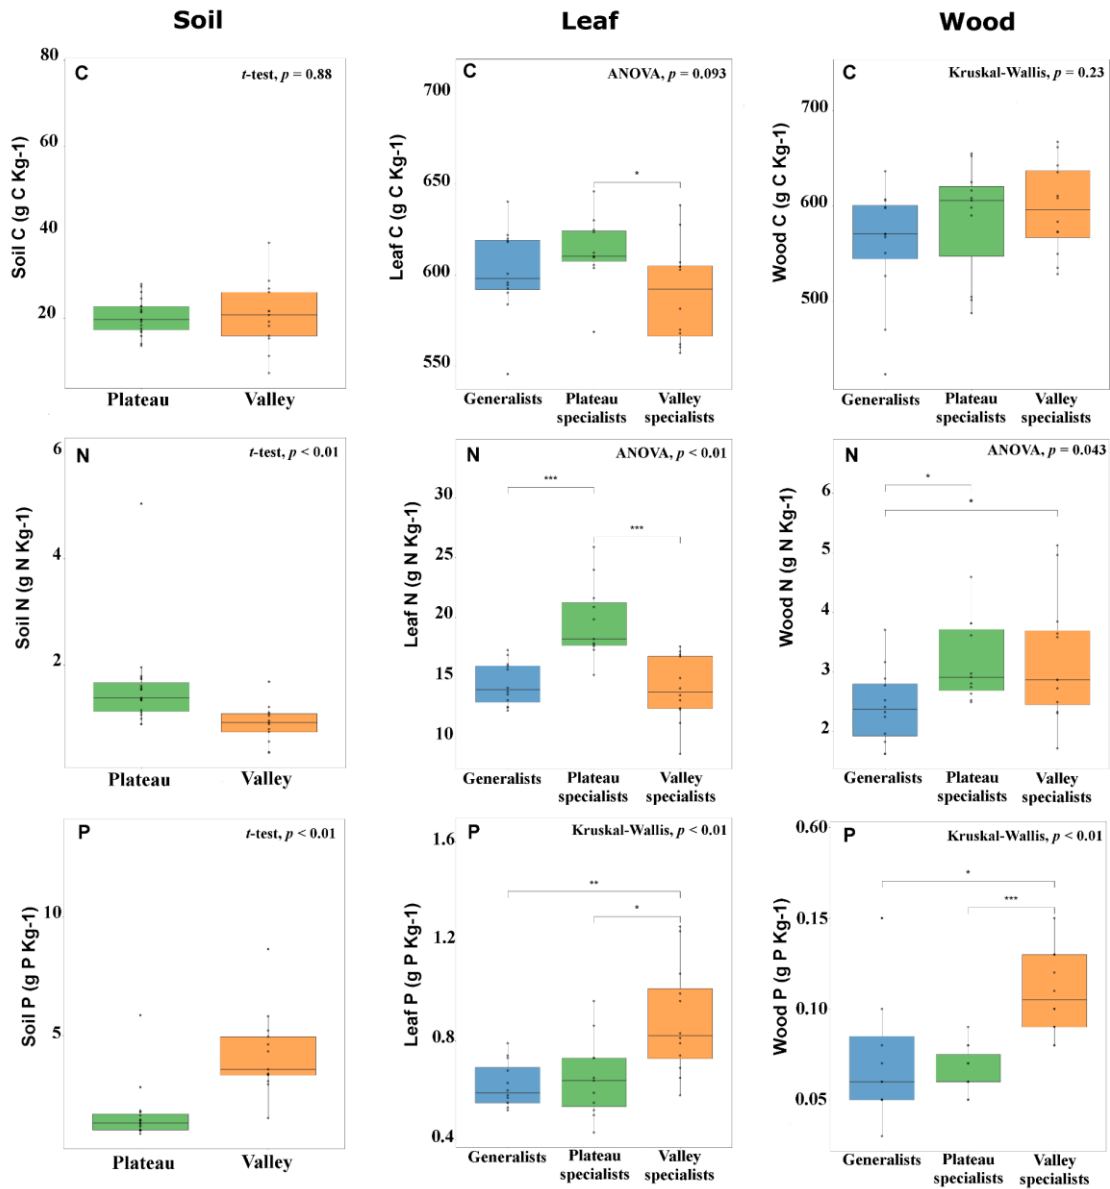 Soil
Leaf
Wood
C
t-test, p = 0.88
Soil C (g C Kg-1)
80
60
40
20
Plateau
Valley
C
ANOVA, p = 0.093
Leaf C (g C Kg-1)
700
650
600
550
*
Generalists
Plateau
specialists
Valley
specialists
C
Kruskal-Wallis, p = 0.23
Wood C (g C Kg-1)
700
600
500
Generalists
Plateau
specialists
Valley
specialists
N
t-test, p < 0.01
Soil N (g N Kg-1)
6
4
2
Plateau
Valley
N
ANOVA, p < 0.01
Leaf N (g N Kg-1)
30
25
20
15
10
***
***
Generalists
Plateau
specialists
Valley
specialists
N
ANOVA, p = 0.043
Wood N (g N Kg-1)
6
5
4
3
2
*
*
Generalists
Plateau
specialists
Valley
specialists
P
t-test, p < 0.01
Soil P (g P Kg-1)
10
5
Plateau
Valley
P
Kruskal-Wallis, p < 0.01
Leaf P (g P Kg-1)
1.6
1.2
0.8
0.4
**
*
Generalists
Plateau
specialists
Valley
specialists
P
Kruskal-Wallis, p < 0.01
Wood P (g P Kg-1)
0.60
0.15
0.10
0.05
*
***
Generalists
Plateau
specialists
Valley
specialists